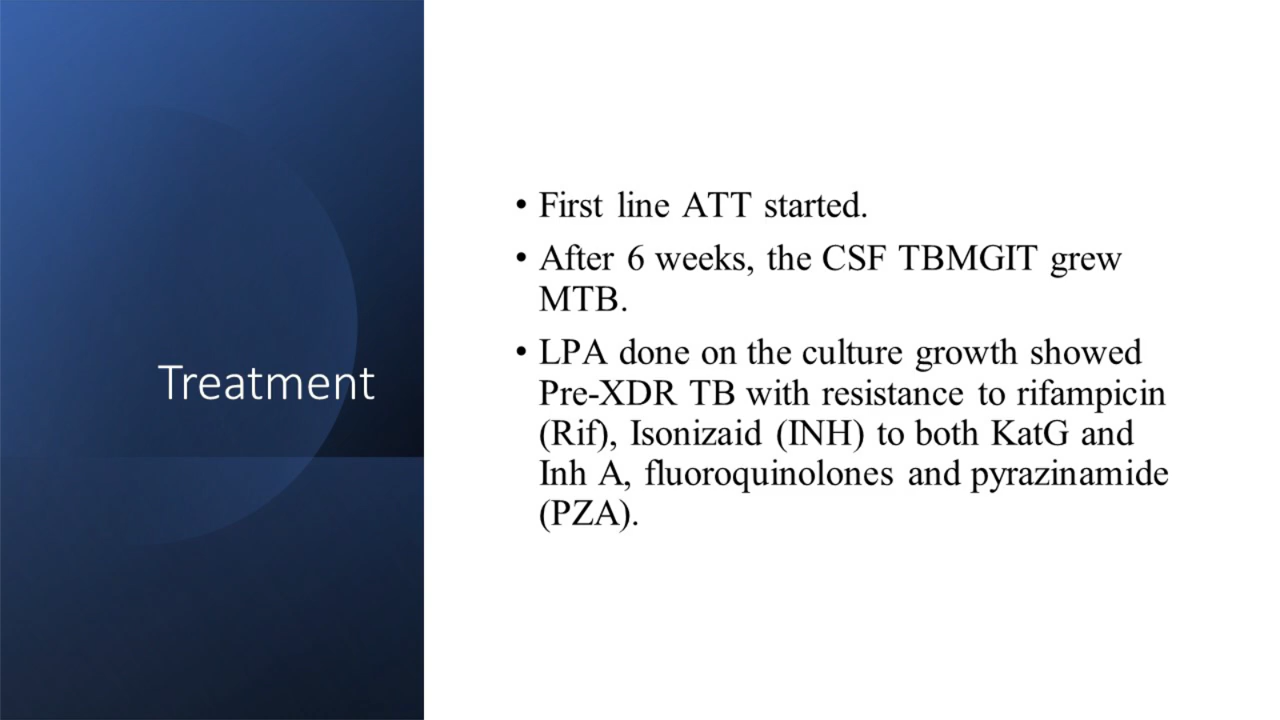 Treatment
• First line ATT started.
• After 6 weeks, the CSF TBMGIT grew
MTB.
• LPA done on the culture growth showed
Pre-XDR TB with resistance to rifampicin
(Rif), Isonizaid (INH) to both KatG and
Inh A, fluoroquinolones and pyrazinamide
(PZA).